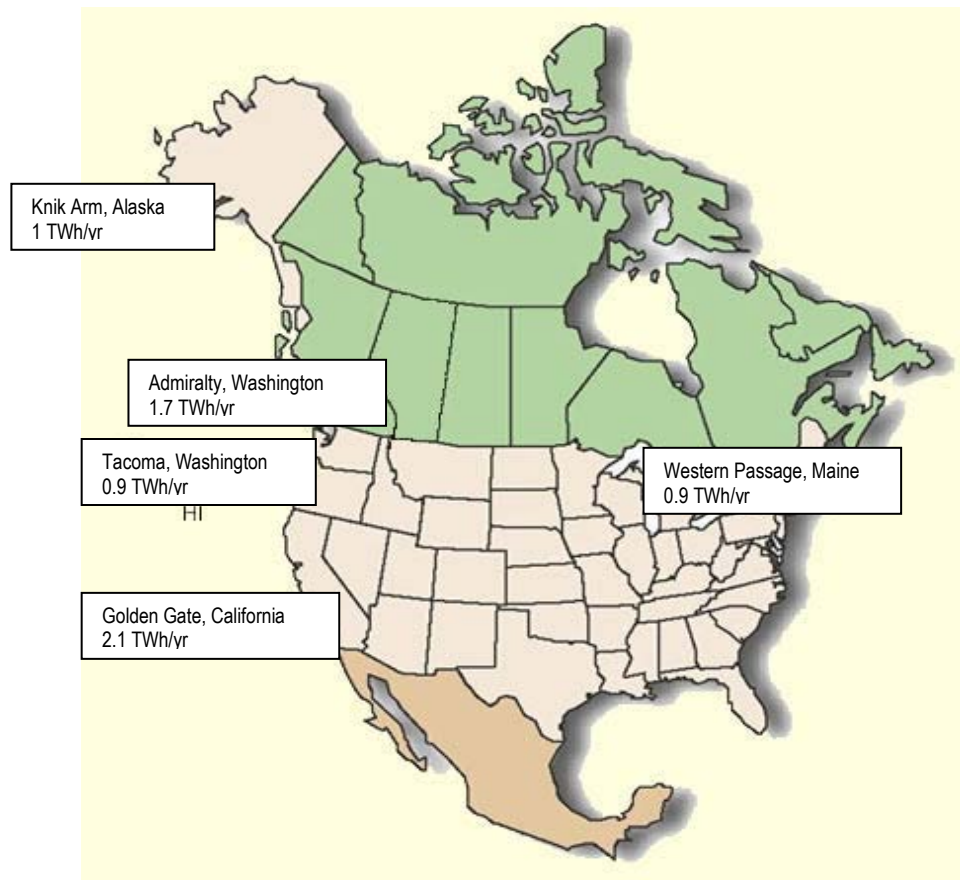 Knik Arm, Alaska
1 TWh/yr
Admiralty, Washington
1.7 TWh/yr
Tacoma, Washington
0.9 TWh/yr
Western Passage, Maine
0.9 TWh/yr
HI
Golden Gate, California
2.1 TWh/yr